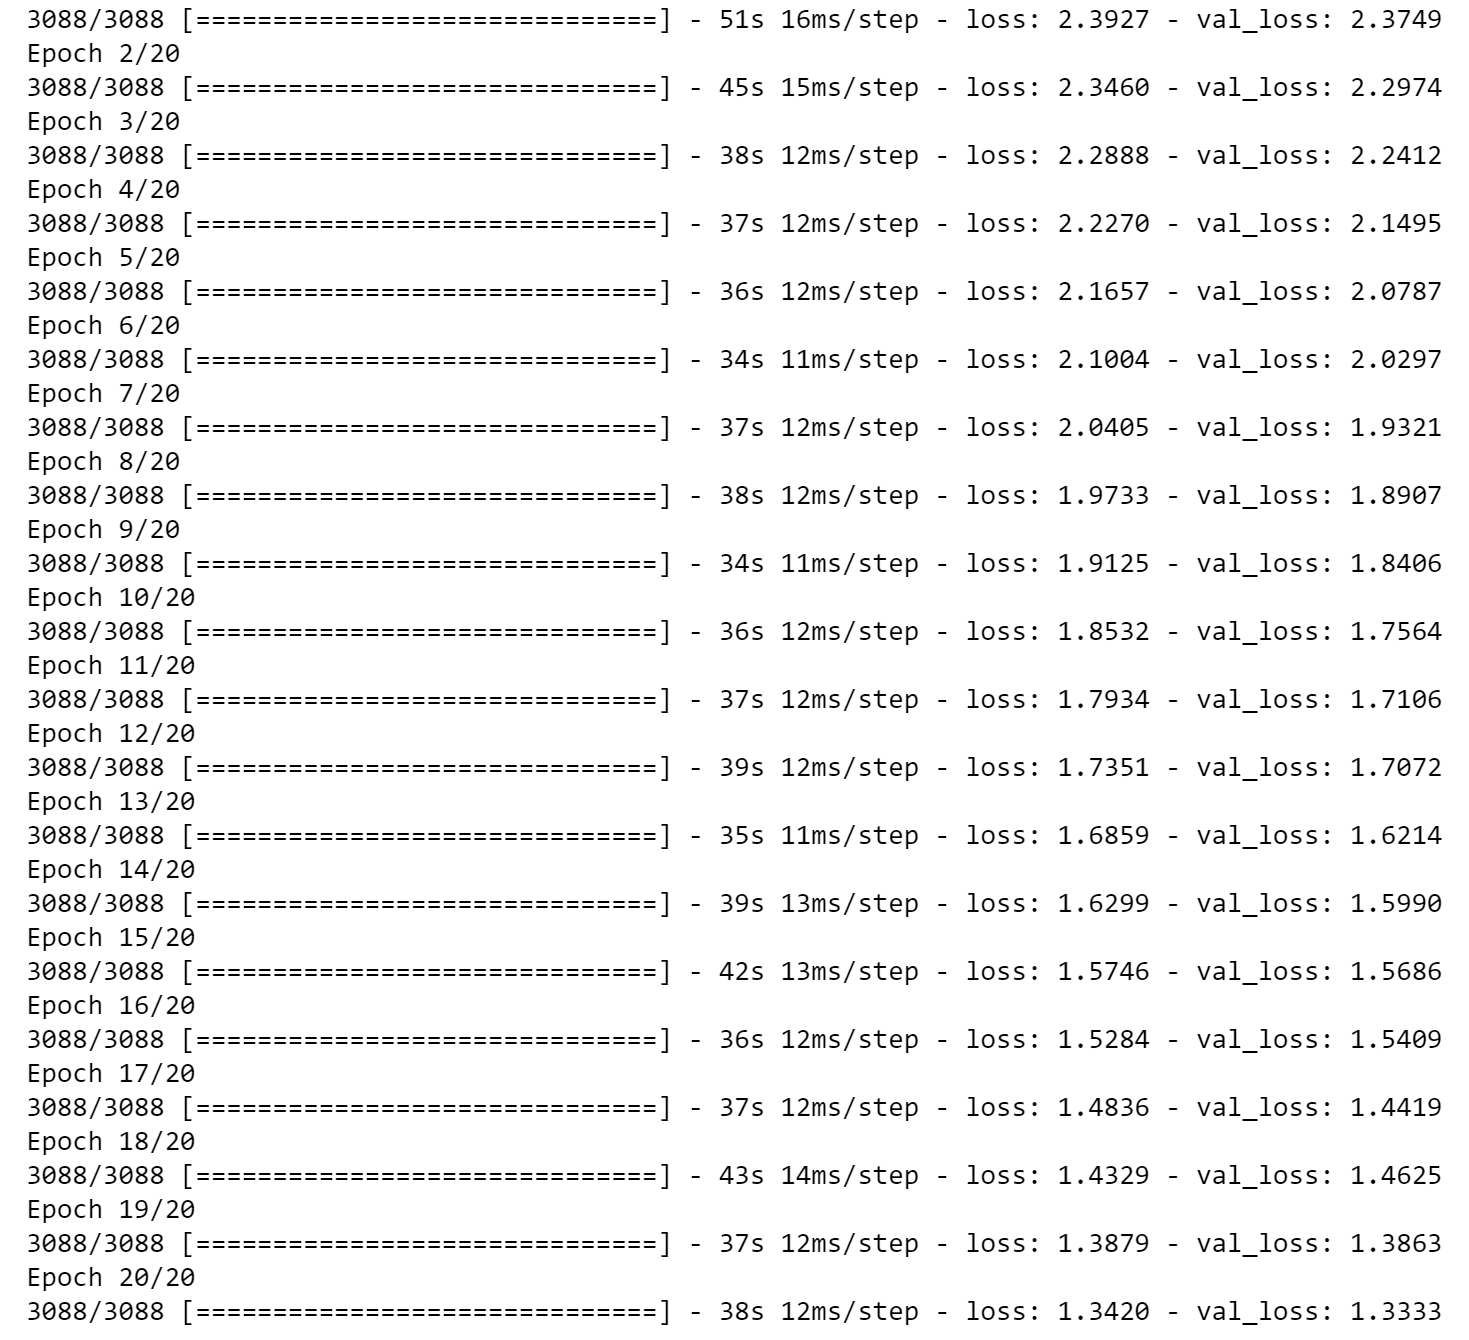 3088/3088 [==============================] - 51s 16ms/step - loss: 2.3927 - val_loss: 2.3749
Epoch 2/20
3088/3088 [==============================] - 45s 15ms/step - loss: 2.3460 - val_loss: 2.2974
Epoch 3/20
3088/3088 [==============================] - 38s 12ms/step - loss: 2.2888 - val_loss: 2.2412
Epoch 4/20
3088/3088 [==============================] - 37s 12ms/step - loss: 2.2270 - val_loss: 2.1495
Epoch 5/20
3088/3088 [==============================] - 36s 12ms/step - loss: 2.1657 - val_loss: 2.0787
Epoch 6/20
3088/3088 [==============================] - 34s 11ms/step - loss: 2.1004 - val_loss: 2.0297
Epoch 7/20
3088/3088 [==============================] - 37s 12ms/step - loss: 2.0405 - val_loss: 1.9321
Epoch 8/20
3088/3088 [==============================] - 38s 12ms/step - loss: 1.9733 - val_loss: 1.8907
Epoch 9/20
3088/3088 [==============================] - 34s 11ms/step - loss: 1.9125 - val_loss: 1.8406
Epoch 10/20
3088/3088 [==============================] - 36s 12ms/step - loss: 1.8532 - val_loss: 1.7564
Epoch 11/20
3088/3088 [==============================] - 37s 12ms/step - loss: 1.7934 - val_loss: 1.7106
Epoch 12/20
3088/3088 [==============================] - 39s 12ms/step - loss: 1.7351 - val_loss: 1.7072
Epoch 13/20
3088/3088 [==============================] - 35s 11ms/step - loss: 1.6859 - val_loss: 1.6214
Epoch 14/20
3088/3088 [==============================] - 39s 13ms/step - loss: 1.6299 - val_loss: 1.5990
Epoch 15/20
3088/3088 [==============================] - 42s 13ms/step - loss: 1.5746 - val_loss: 1.5686
Epoch 16/20
3088/3088 [==============================] - 36s 12ms/step - loss: 1.5284 - val_loss: 1.5409
Epoch 17/20
3088/3088 [==============================] - 37s 12ms/step - loss: 1.4836 - val_loss: 1.4419
Epoch 18/20
3088/3088 [==============================] - 43s 14ms/step - loss: 1.4329 - val_loss: 1.4625
Epoch 19/20
3088/3088 [==============================] - 37s 12ms/step - loss: 1.3879 - val_loss: 1.3863
Epoch 20/20
3088/3088 [==============================] - 38s 12ms/step - loss: 1.3420 - val_loss: 1.3333